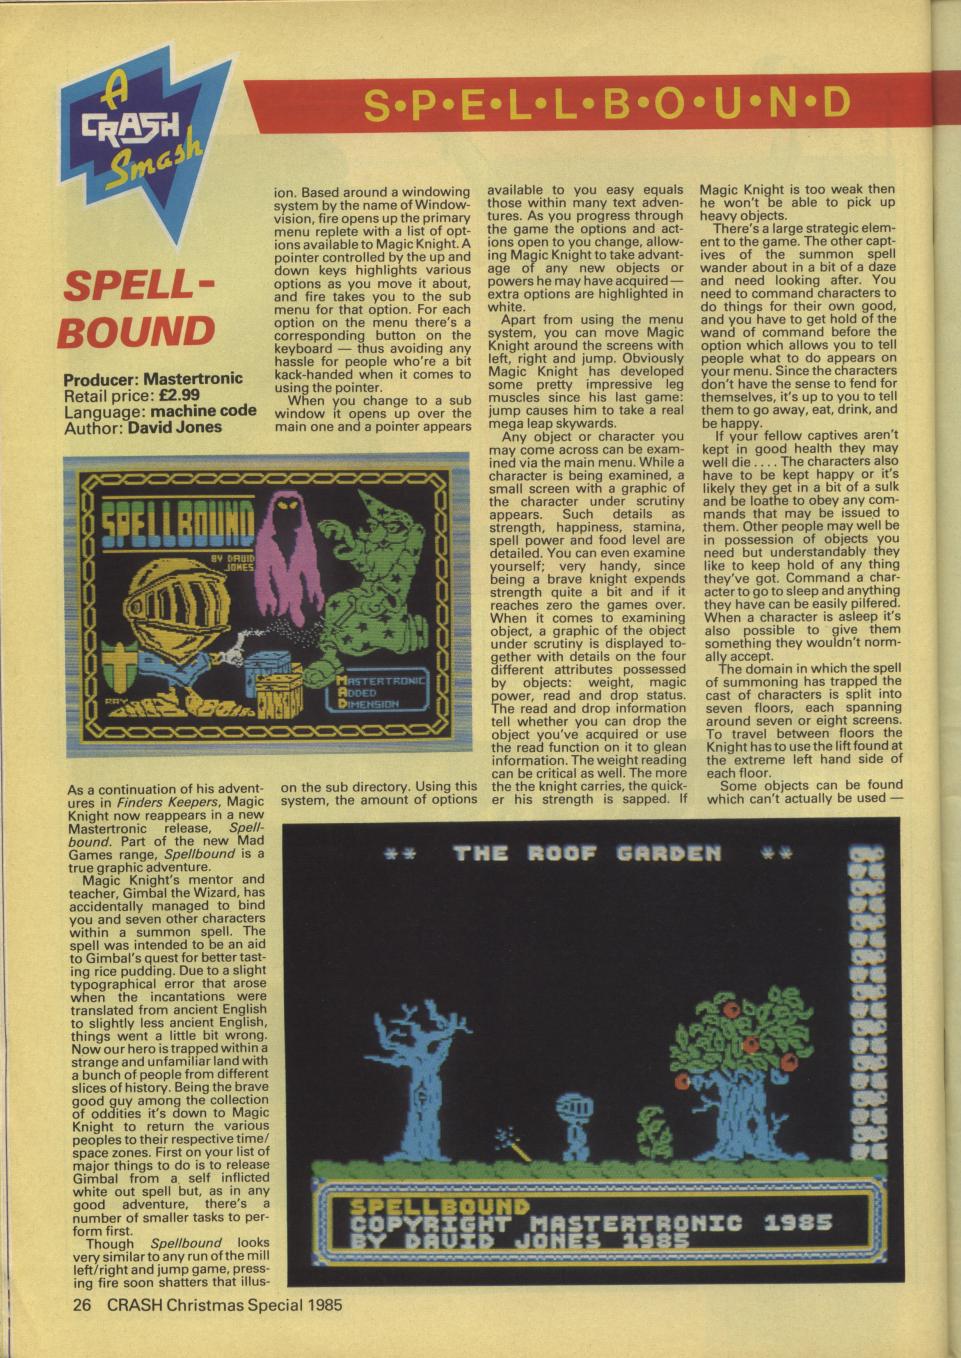 A
CRASH
Smash
S•P•E•L•L•B•O•U•N•D
SPELL-
BOUND
Producer: Mastertronic
Retail price: £2.99
Language: machine code
Author: David Jones
SPELLBOUND
BY DAVID
JONES
RAY
MASTERTRONIC
ADDED
DIMENSION
As a continuation of his advent-
ures in Finders Keepers, Magic
Knight now reappears in a new
Mastertronic release, Spell-
bound. Part of the new Mad
Games range, Spellbound is a
true graphic adventure.
Magic Knight's mentor and
teacher, Gimbal the Wizard, has
accidentally managed to bind
you and seven other characters
within a summon spell. The
spell was intended to be an aid
to Gimbal's quest for better tast-
ing rice pudding. Due to a slight
typographical error that arose
when the incantations were
translated from ancient English
to slightly less ancient English,
things went a little bit wrong.
Now our hero is trapped within a
strange and unfamiliar land with
a bunch of people from different
slices of history. Being the brave
good guy among the collection
of oddities it's down to Magic
Knight to return the various
peoples to their respective time/
space zones. First on your list of
major things to do is to release
Gimbal from a self inflicted
white out spell but, as in any
good adventure, there's a
number of smaller tasks to per-
form first.
Though Spellbound looks
very similar to any run of the mill
left/right and jump game, press-
ing fire soon shatters that illus-
ion. Based around a windowing
system by the name of Window-
vision, fire opens up the primary
menu replete with a list of opt-
ions available to Magic Knight. A
pointer controlled by the up and
down keys highlights various
options as you move it about,
and fire takes you to the sub
menu for that option. For each
option on the menu there's a
corresponding button on the
keyboard — thus avoiding any
hassle for people who're a bit
kack-handed when it comes to
using the pointer.
When you change to a sub
window it opens up over the
main one and a pointer appears
on the sub directory. Using this
system, the amount of options
available to you easy equals
those within many text adven-
tures. As you progress through
the game the options and act-
ions open to you change, allow-
ing Magic Knight to take advant-
age of any new objects or
powers he may have acquired —
extra options are highlighted in
white.
Apart from using the menu
system, you can move Magic
Knight around the screens with
left, right and jump. Obviously
Magic Knight has developed
some pretty impressive leg
muscles since his last game:
jump causes him to take a real
mega leap skywards.
Any object or character you
may come across can be exam-
ined via the main menu. While a
character is being examined, a
small screen with a graphic of
the character under scrutiny
appears. Such details as
strength, happiness, stamina,
spell power and food level are
detailed. You can even examine
yourself; very handy, since
being a brave knight expends
strength quite a bit and if it
reaches zero the games over.
When it comes to examining
object, a graphic of the object
under scrutiny is displayed to-
gether with details on the four
different attributes possessed
by objects: weight, magic
power, read and drop status.
The read and drop information
tell whether you can drop the
object you've acquired or use
the read function on it to glean
information. The weight reading
can be critical as well. The more
the the knight carries, the quick-
er his strength is sapped. If
Magic Knight is too weak then
he won't be able to pick up
heavy objects.
There's a large strategic elem-
ent to the game. The other capt-
ives of the summon spell
wander about in a bit of a daze
and need looking after. You
need to command characters to
do things for their own good,
and you have to get hold of the
wand of command before the
option which allows you to tell
people what to do appears on
your menu. Since the characters
don't have the sense to fend for
themselves, it's up to you to tell
them to go away, eat, drink, and
be happy.
If your fellow captives aren't
kept in good health they may
well die . . . . The characters also
have to be kept happy or it's
likely they get in a bit of a sulk
and be loathe to obey any com-
mands that may be issued to
them. Other people may well be
in possession of objects you
need but understandably they
like to keep hold of any thing
they've got. Command a char-
acter to go to sleep and anything
they have can be easily pilfered.
When a character is asleep it's
also possible to give them
something they wouldn't norm-
ally accept.
The domain in which the spell
of summoning has trapped the
cast of characters is split into
seven floors, each spanning
around seven or eight screens.
To travel between floors the
Knight has to use the lift found at
the extreme left hand side of
each floor.
Some objects can be found
which can't actually be used —
** THE ROOF GARDEN **
SPELLBOUND
COPYRIGHT MASTERTRONIC 1985
BY DAVID JONES 1985
26 CRASH Christmas Special 1985